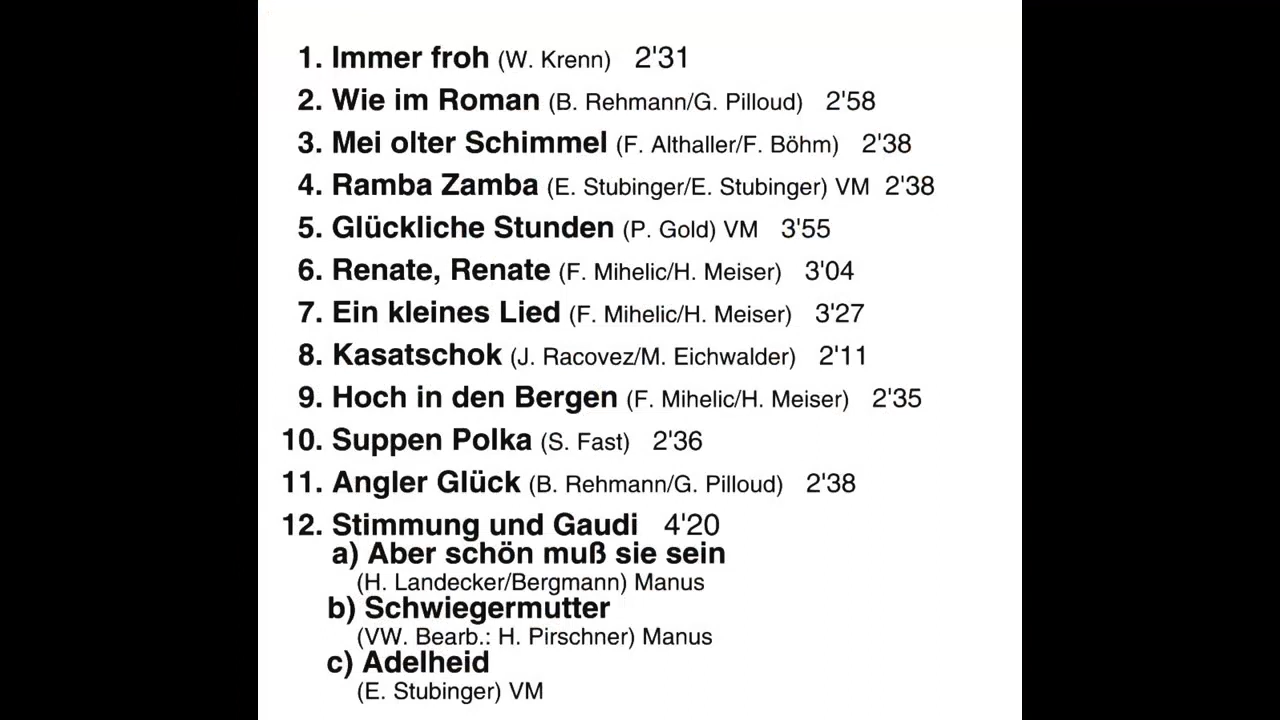 1. Immer froh (W. Krenn) 2'31
2. Wie im Roman (B. Rehmann/G. Pilloud) 2'58
3. Mei olter Schimmel (F. Althaller/F. Böhm) 2'38
4. Ramba Zamba (E. Stubinger/E. Stubinger) VM 2'38
5. Glückliche Stunden (P. Gold) VM 3'55
6. Renate, Renate (F. Mihelic/H. Meiser) 3'04
7. Ein kleines Lied (F. Mihelic/H. Meiser) 3'27
8. Kasatschok (J. Racovez/M. Eichwalder) 2'11
9. Hoch in den Bergen (F. Mihelic/H. Meiser) 2'35
10. Suppen Polka (S. Fast) 2'36
11. Angler Glück (B. Rehmann/G. Pilloud) 2'38
12. Stimmung und Gaudi 4'20
a) Aber schön muß sie sein
(H. Landecker/Bergmann) Manus
b) Schwiegermutter
(VW. Bearb.: H. Pirschner) Manus
c) Adelheid
(E. Stubinger) VM